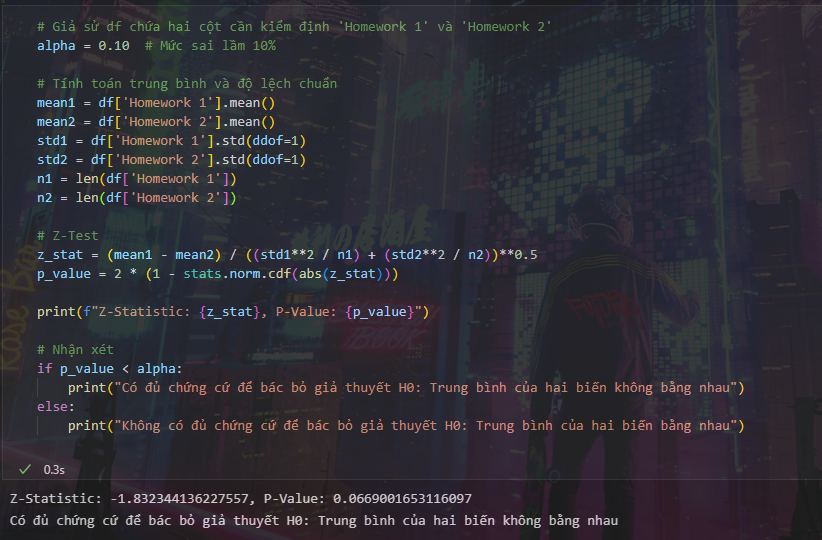 # Giả sử df chứa hai cột cần kiểm định 'Homework 1' và 'Homework 2'
alpha = 0.10  # Mức sai lầm 10%
# Tính toán trung bình và độ lệch chuẩn
mean1 = df['Homework 1'].mean()
mean2 = df['Homework 2'].mean()
std1 = df['Homework 1'].std(ddof=1)
std2 = df['Homework 2'].std(ddof=1)
n1 = len(df['Homework 1'])
n2 = len(df['Homework 2'])
# Z-Test
z_stat = (mean1 - mean2) / ((std1**2 / n1) + (std2**2 / n2))**0.5
p_value = 2 * (1 - stats.norm.cdf(abs(z_stat)))
print(f"Z-Statistic: {z_stat}, P-Value: {p_value}")
# Nhận xét
if p_value < alpha:
    print("Có đủ chứng cứ để bác bỏ giả thuyết H0: Trung bình của hai biến không bằng nhau")
else:
    print("Không có đủ chứng cứ để bác bỏ giả thuyết H0: Trung bình của hai biến bằng nhau")
0.3s
Z-Statistic: -1.832344136227557, P-Value: 0.0669001653116097
Có đủ chứng cứ để bác bỏ giả thuyết H0: Trung bình của hai biến không bằng nhau